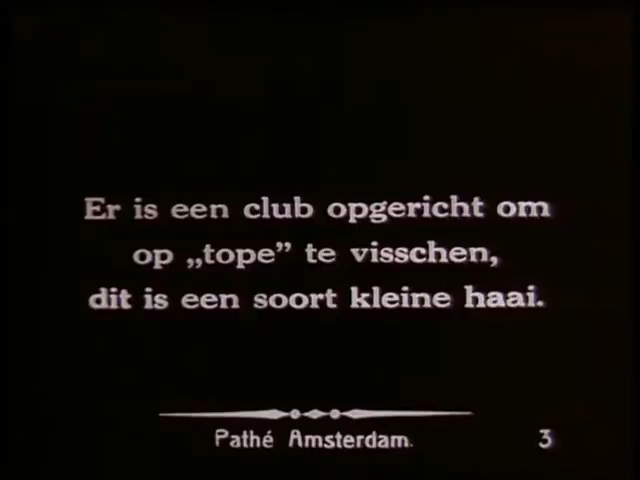 Er is een club opgericht om
op „tope” te visschen,
dit is een soort kleine haai.
Pathé Amsterdam.
3